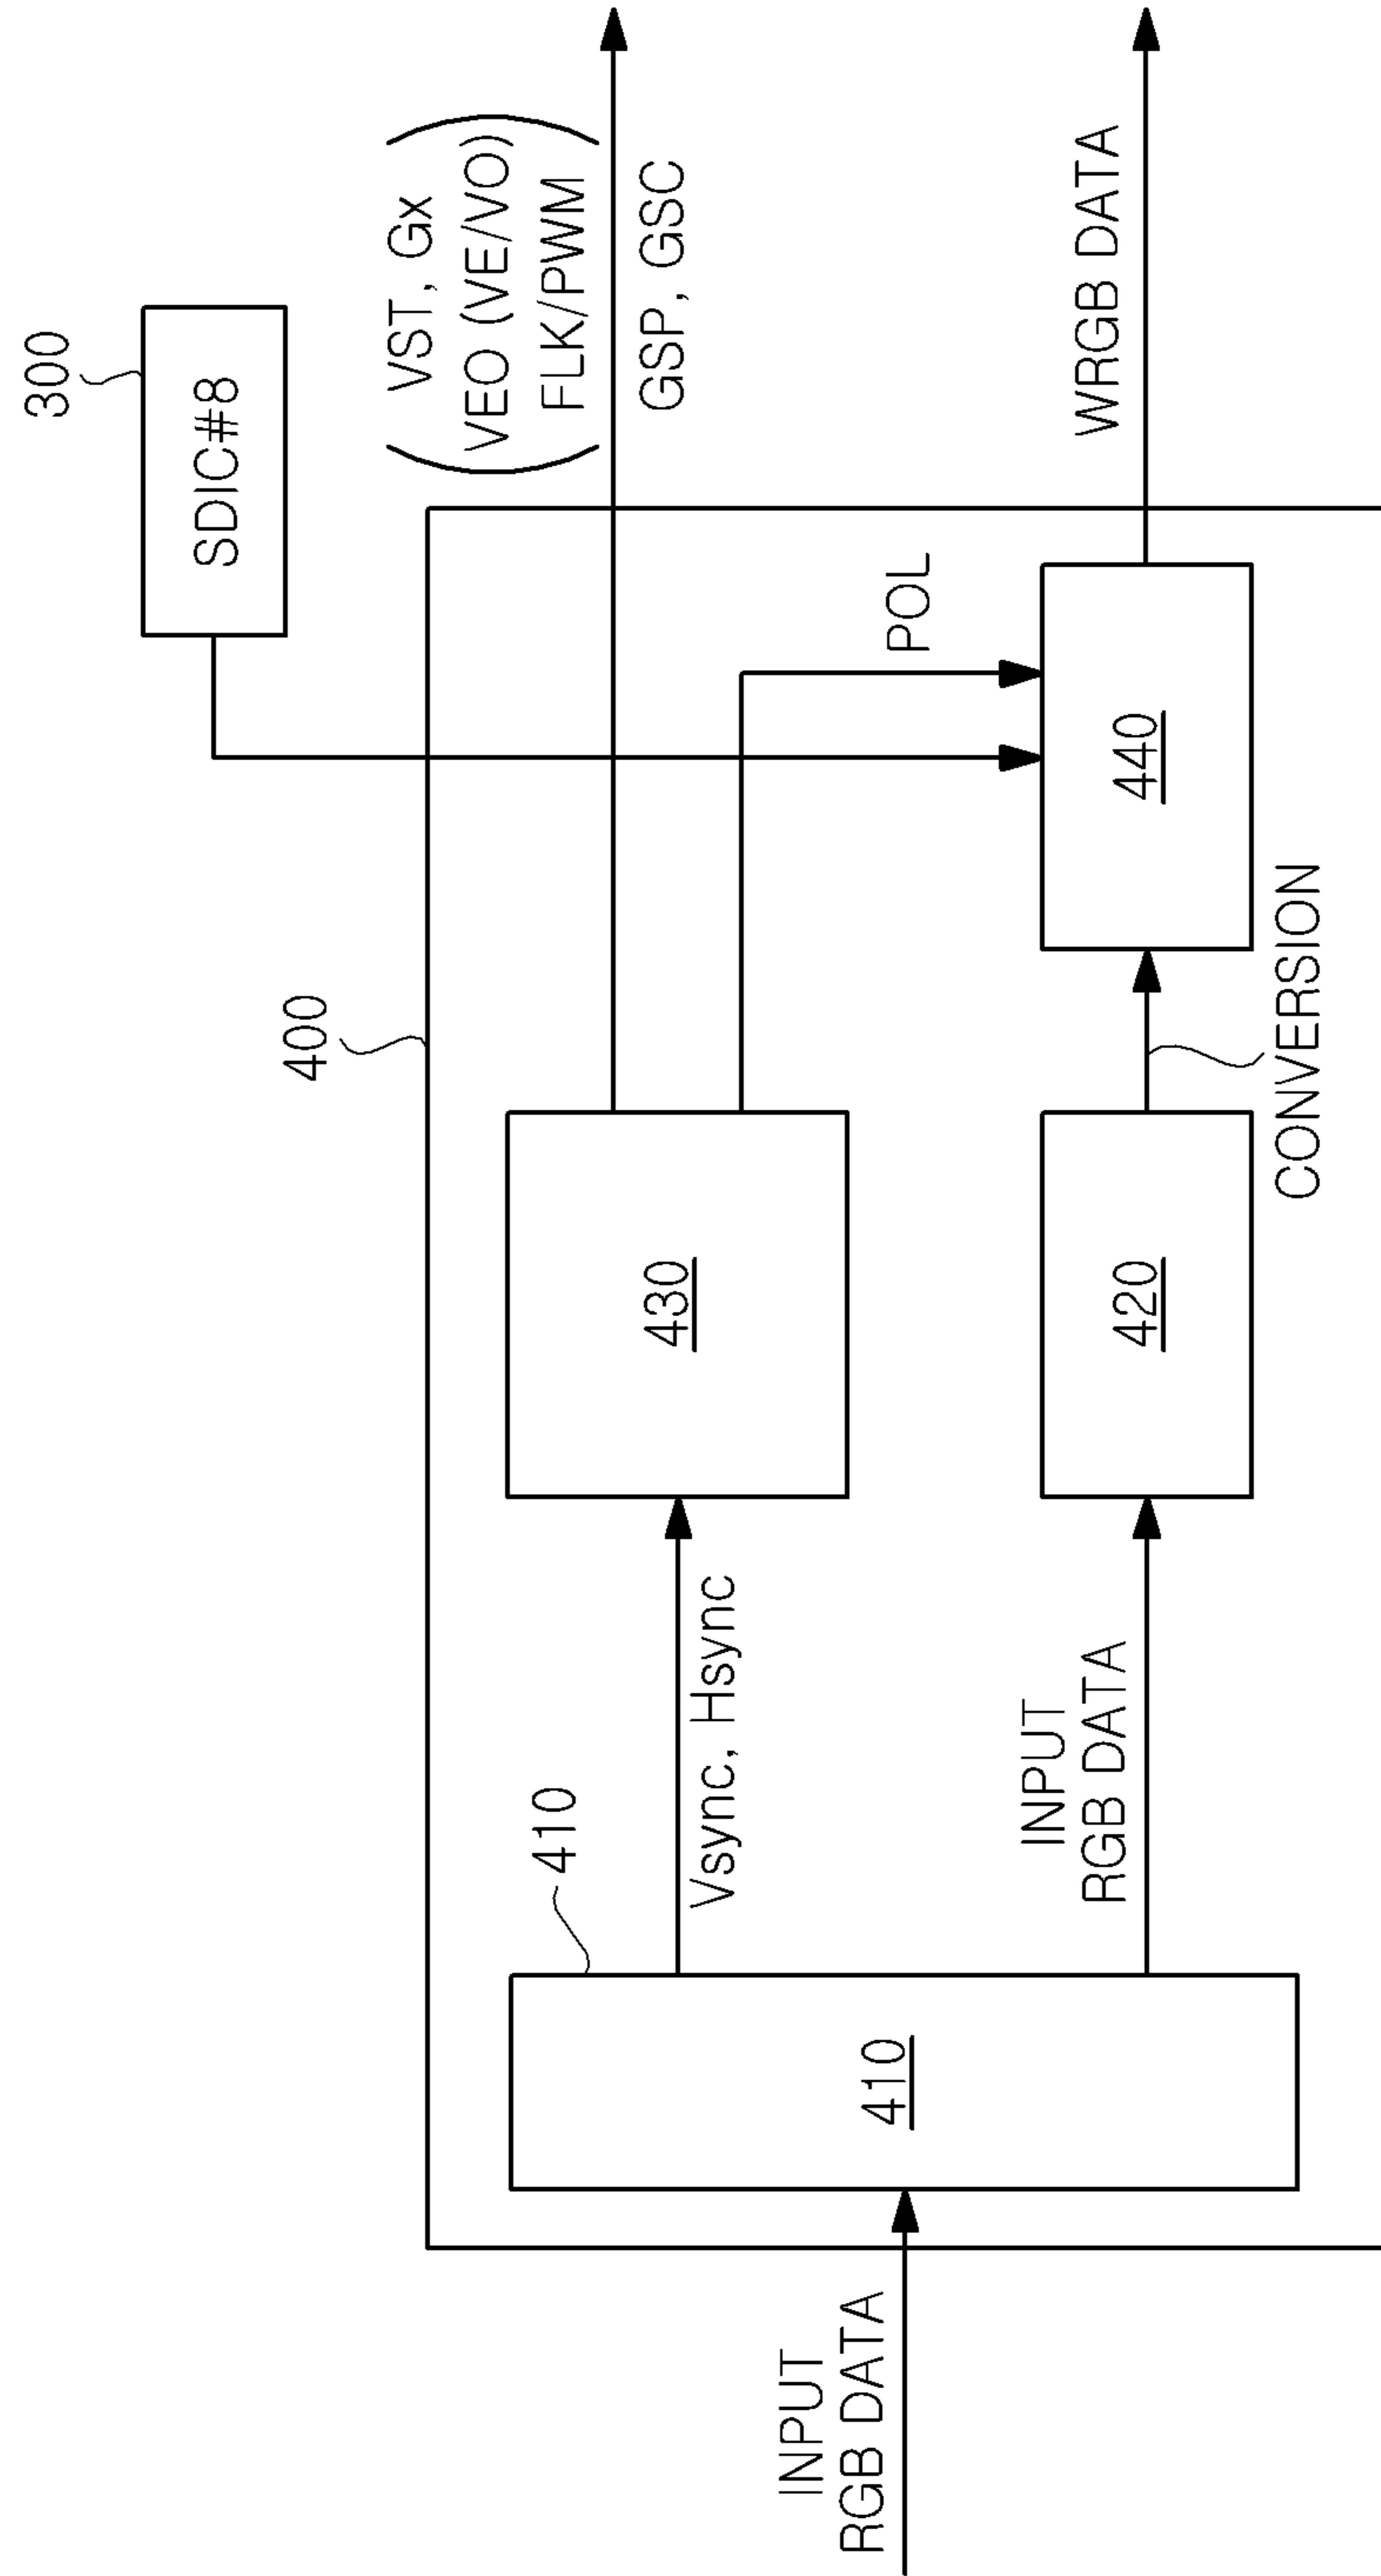 300
SDIC#8
VST, Gx
VEO (VE/VO)
FLK/PWM
GSP, GSC
400
POL
410
Vsync, Hsync
430
INPUT
RGB DATA
410
INPUT
RGB DATA
420
CONVERSION
440
WRGB DATA